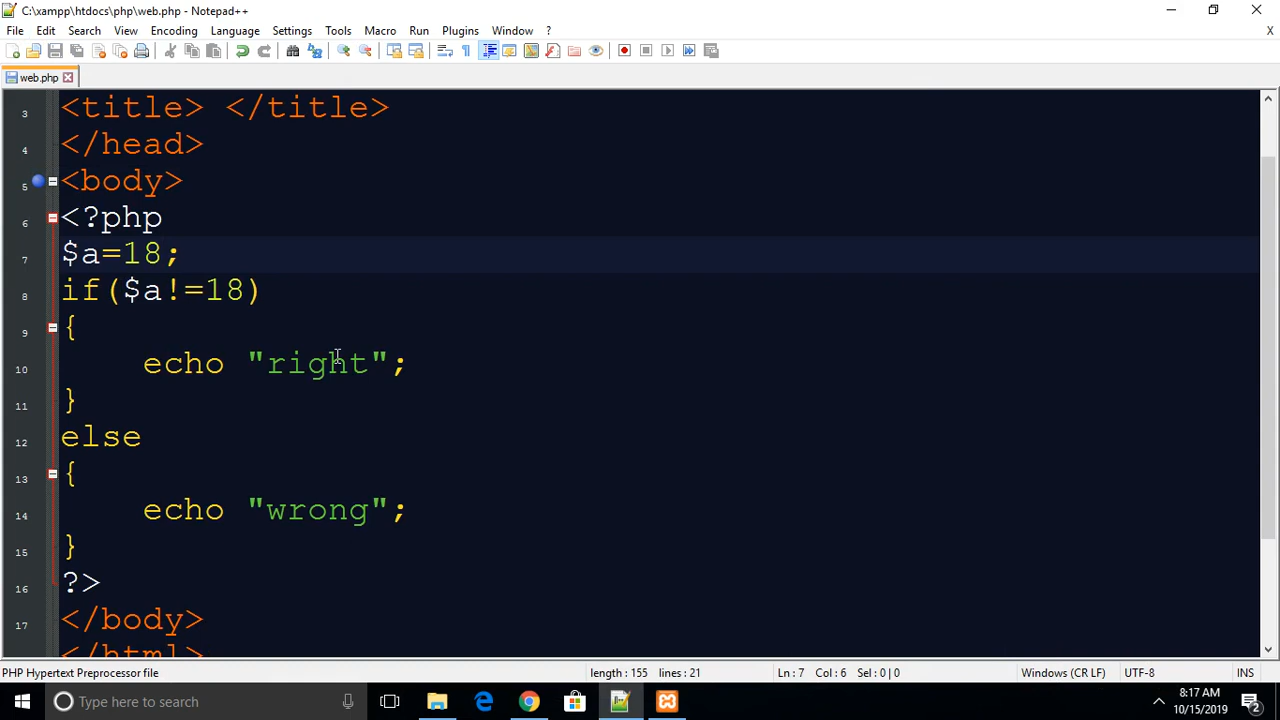 C:\xampp\htdocs\php\web.php - Notepad++
File Edit Search View Encoding Language Settings Tools Macro Run Plugins Window ? X
web.php
3 <title> </title>
4 </head>
5 <body>
6 <?php
7 $a=18;
8 if($a!=18)
9 {
10 echo "right";
11 }
12 else
13 {
14 echo "wrong";
15 }
16 ?>
17 </body>
</html>
PHP Hypertext Preprocessor file length : 155 lines : 21 Ln : 7 Col : 6 Sel : 0 | 0 Windows (CR LF) UTF-8 INS
Type here to search
8:17 AM
10/15/2019
2